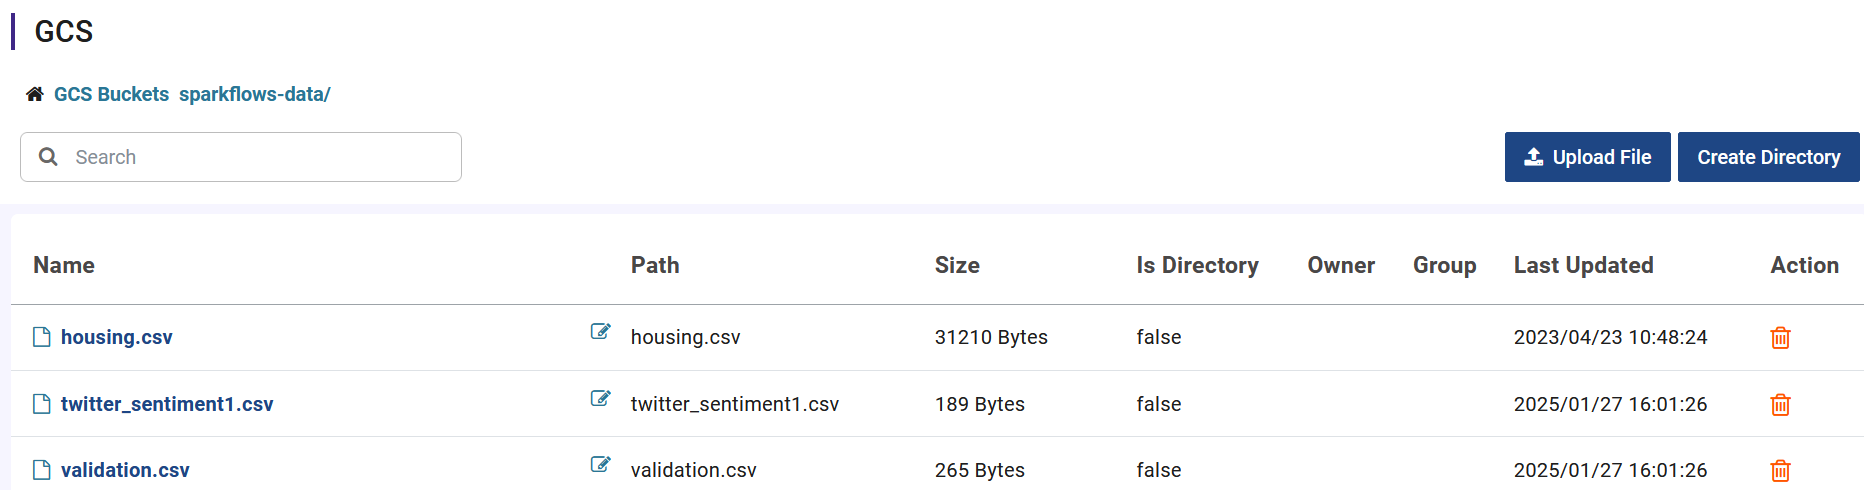 GCS
GCS Buckets sparkflows-data/
Search
Upload File Create Directory
Name Path Size Is Directory Owner Group Last Updated Action
housing.csv housing.csv 31210 Bytes false 2023/04/23 10:48:24
twitter_sentiment1.csv twitter_sentiment1.csv 189 Bytes false 2025/01/27 16:01:26
validation.csv validation.csv 265 Bytes false 2025/01/27 16:01:26